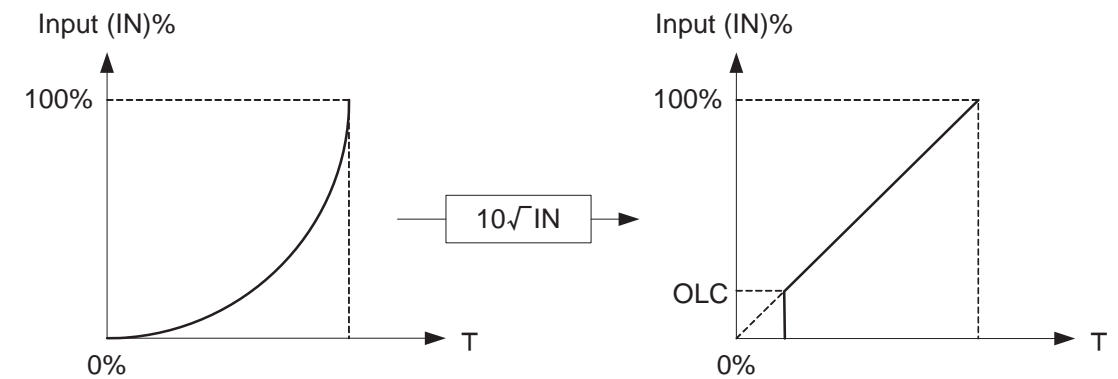 Input (IN)%
100%
T
0%
10√ IN
Input (IN)%
100%
OLC
T
0%